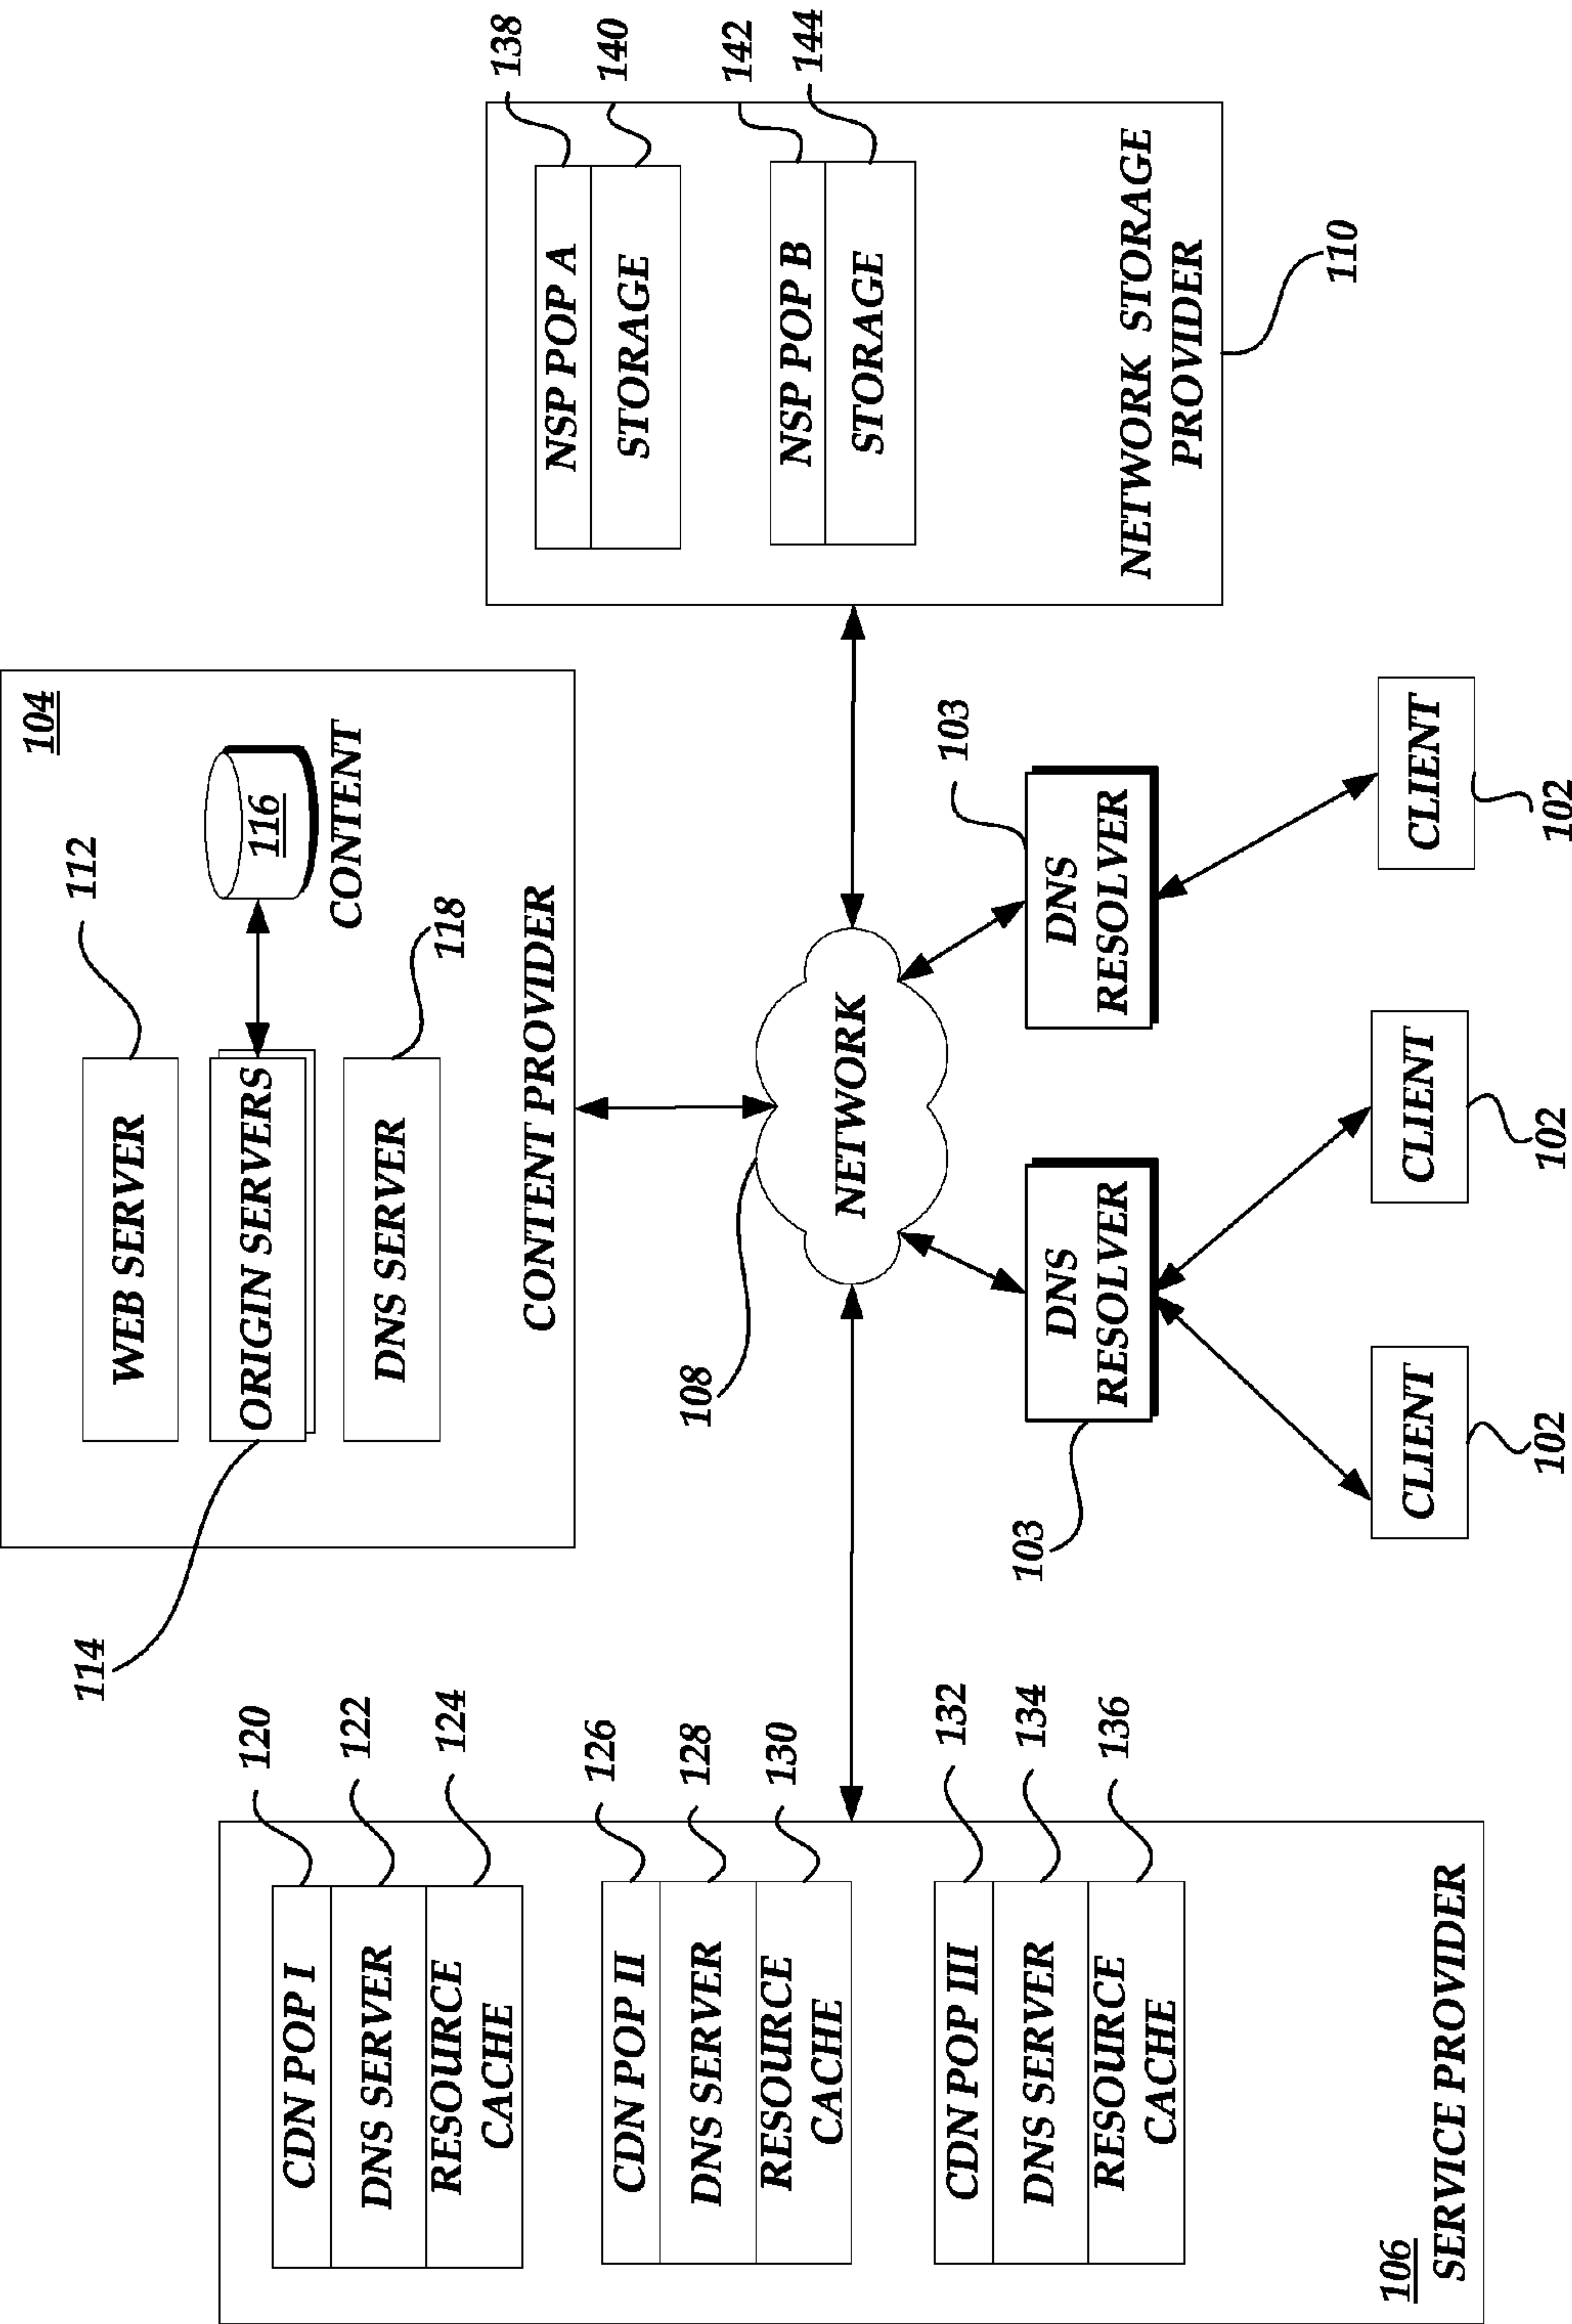 104
112
WEB SERVER
114
ORIGIN SERVERS
116
CONTENT
118
DNS SERVER
CONTENT PROVIDER
120
CDN POP I
122
DNS SERVER
124
RESOURCE
CACHE
126
CDN POP II
128
DNS SERVER
130
RESOURCE
CACHE
132
CDN POP III
134
DNS SERVER
136
RESOURCE
CACHE
106
SERVICE PROVIDER
108
NETWORK
138
NSP POP A
140
STORAGE
142
NSP POP B
144
STORAGE
NETWORK STORAGE
PROVIDER
110
103
DNS
RESOLVER
103
DNS
RESOLVER
CLIENT
102
CLIENT
102
CLIENT
102